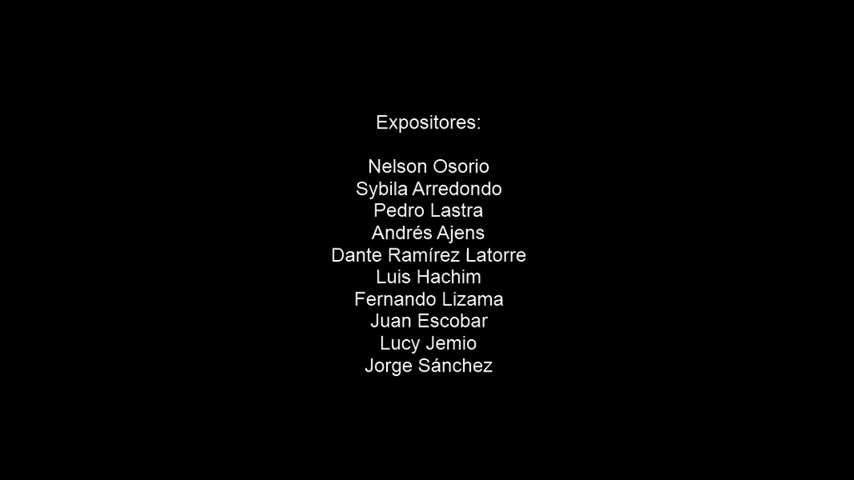 Expositores:
Nelson Osorio
Sybila Arredondo
Pedro Lastra
Andrés Ajens
Dante Ramírez Latorre
Luis Hachim
Fernando Lizama
Juan Escobar
Lucy Jemio
Jorge Sánchez